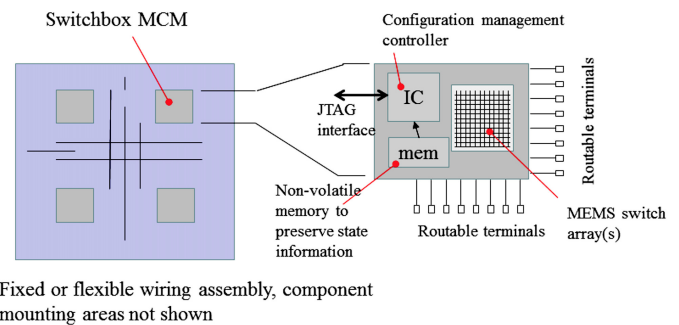 Switchbox MCM
Configuration management
controller
IC
JTAG
interface
mem
Routable terminals
Non-volatile
memory to
preserve state
information
Routable terminals
MEMS switch
array(s)
Fixed or flexible wiring assembly, component
mounting areas not shown